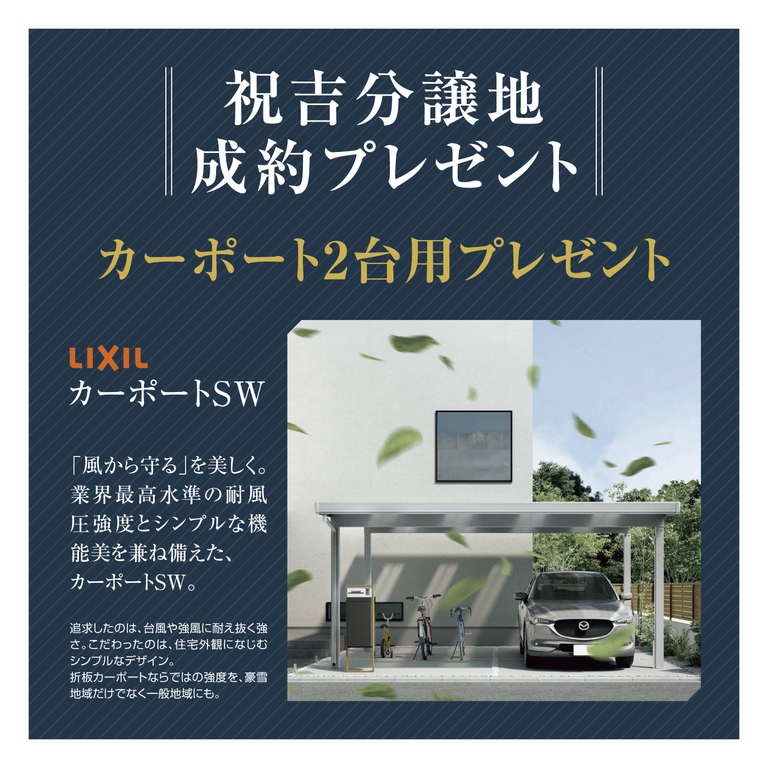 祝吉分譲地
成約プレゼント
カーポート2台用プレゼント
LIXIL
カーポートSW
「風から守る」を美しく。
業界最高水準の耐風
圧強度とシンプルな機
能美を兼ね備えた、
カーポートSW。
追求したのは、台風や強風に耐え抜く強
さ。こだわったのは、住宅外観になじむ
シンプルなデザイン。
折板カーポートならではの強度を、豪雪
地域だけでなく一般地域にも。